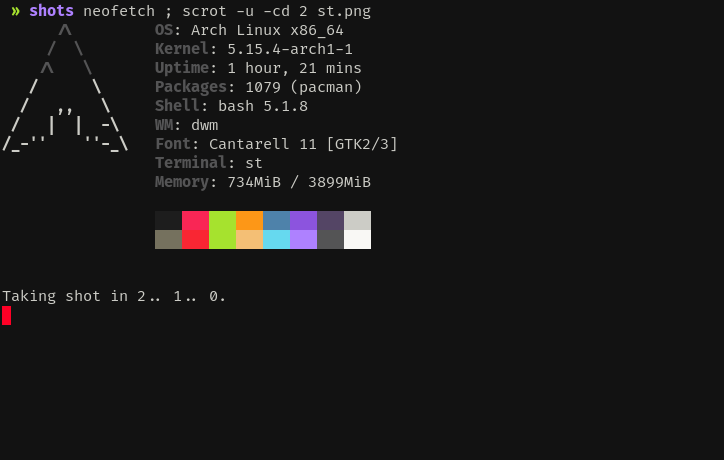 » shots neofetch ; scrot -u -cd 2 st.png
OS: Arch Linux x86_64
Kernel: 5.15.4-arch1-1
Uptime: 1 hour, 21 mins
Packages: 1079 (pacman)
Shell: bash 5.1.8
WM: dwm
Font: Cantarell 11 [GTK2/3]
Terminal: st
Memory: 734MiB / 3899MiB
Taking shot in 2.. 1.. 0.